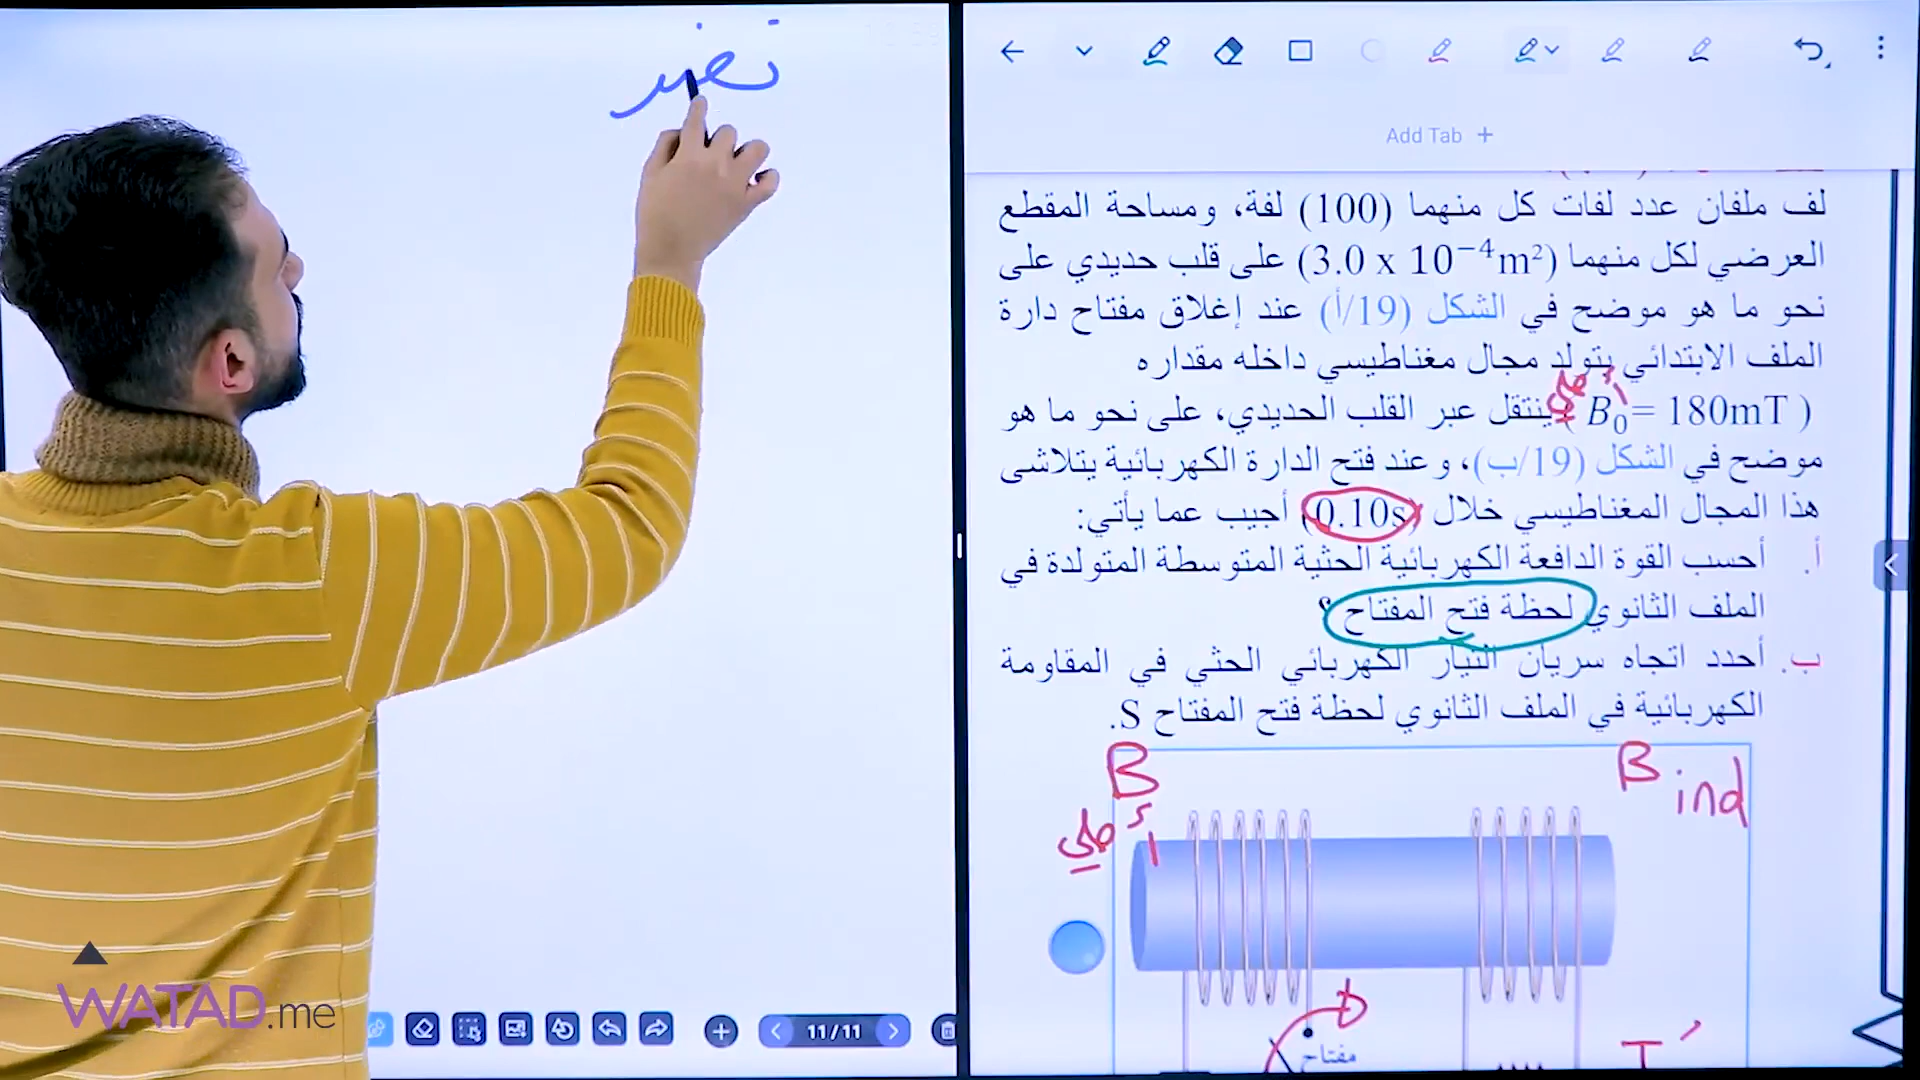 Add Tab +
لف ملفان عدد لفات كل منهما (100) لفة، ومساحة المقطع
العرضي لكل منهما (3.0 x 10⁻⁴m²) على قلب حديدي على
نحو ما هو موضح في الشكل (19/أ) عند إغلاق مفتاح دارة
الملف الابتدائي يتولد مجال مغناطيسي داخله مقداره
( B₀= 180mT ) ينتقل عبر القلب الحديدي، على نحو ما هو
موضح في الشكل (19/ب)، وعند فتح الدارة الكهربائية يتلاشى
هذا المجال المغناطيسي خلال (0.10s) أجيب عما يأتي:
أ. أحسب القوة الدافعة الكهربائية الحثية المتوسطة المتولدة في
الملف الثانوي لحظة فتح المفتاح ؟
ب. أحدد اتجاه سريان التيار الكهربائي الحثي في المقاومة
الكهربائية في الملف الثانوي لحظة فتح المفتاح S.
B
B ind
مفتاح
11/11
WATAD.me